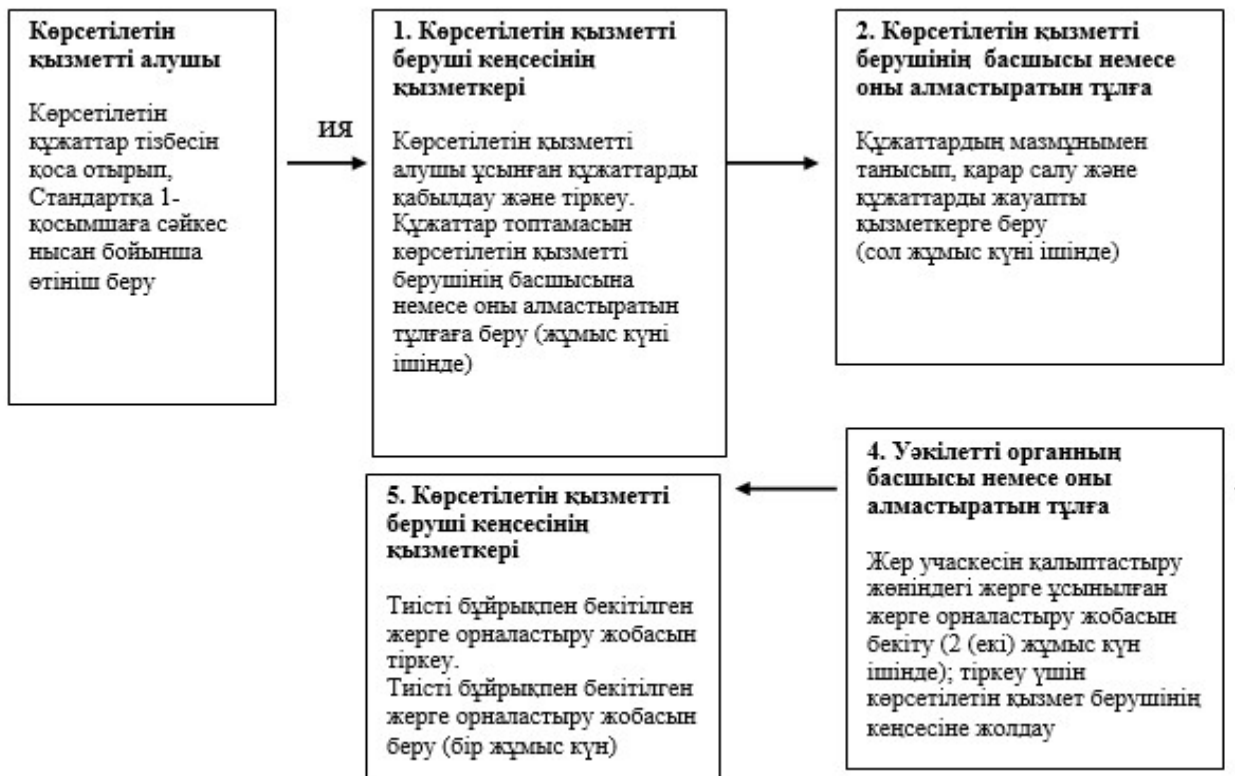 Көрсетілетін
қызметті алушы
Көрсетілетін
құжаттар тізбесін
қоса отырып,
Стандартқа 1-
қосымшаға сәйкес
нысан бойынша
өтініш беру
ИЯ
1. Көрсетілетін қызметті
беруші кеңсесінің
қызметкері
Көрсетілетін қызметті
алушы ұсынған құжаттарды
қабылдау және тіркеу.
Құжаттар топтамасын
көрсетілетін қызметті
берушінің басшысына
немесе оны алмастыратын
тұлғаға беру (жұмыс күні
ішінде)
2. Көрсетілетін қызметті
берушінің басшысы немесе
оны алмастыратын тұлға
Құжаттардың мазмұнымен
танысып, қарар салу және
құжаттарды жауапты
қызметкерге беру
(сол жұмыс күні ішінде)
4. Уәкілетті органның
басшысы немесе оны
алмастыратын тұлға
Жер учаскесін қалыптастыру
жөніндегі жерге ұсынылған
жерге орналастыру жобасын
бекіту (2 (екі) жұмыс күн
ішінде); тіркеу үшін
көрсетілетін қызмет берушінің
кеңсесіне жолдау
5. Көрсетілетін қызметті
беруші кеңсесінің
қызметкері
Тиісті бұйрықпен бекітілген
жерге орналастыру жобасын
тіркеу.
Тиісті бұйрықпен бекітілген
жерге орналастыру жобасын
беру (бір жұмыс күн)